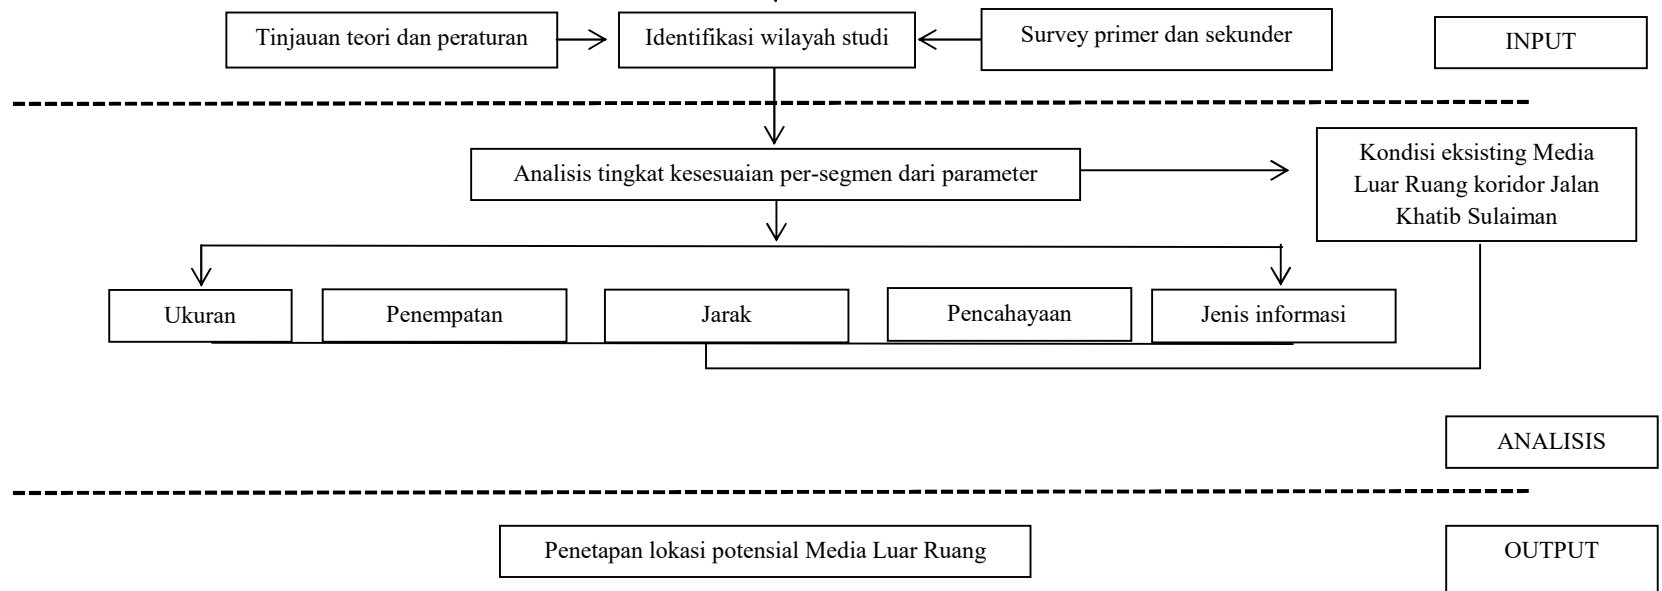 Tinjauan teori dan peraturan
Identifikasi wilayah studi
Survey primer dan sekunder
INPUT
Analisis tingkat kesesuaian per-segmen dari parameter
Kondisi eksisting Media
Luar Ruang koridor Jalan
Khatib Sulaiman
Ukuran
Penempatan
Jarak
Pencahayaan
Jenis informasi
ANALISIS
Penetapan lokasi potensial Media Luar Ruang
OUTPUT